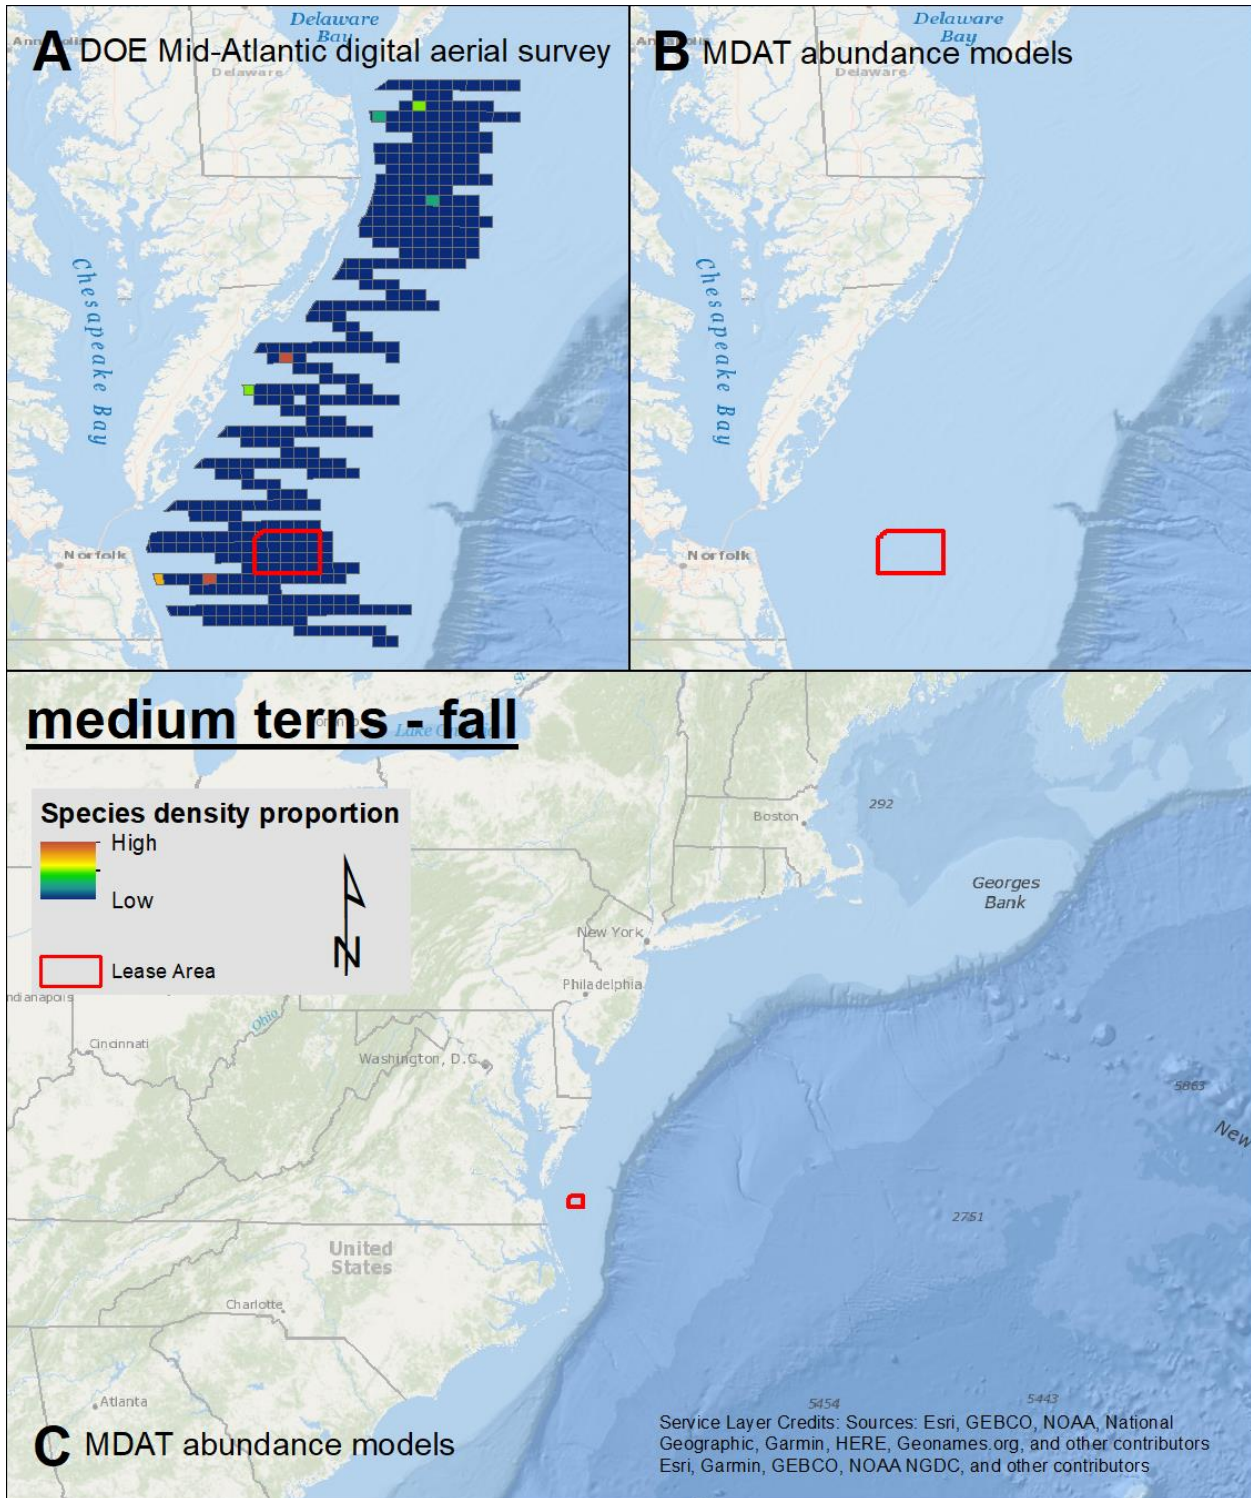 Delaware
Bay
A DOE Mid-Atlantic digital aerial survey
Delaware
Chesapeake Bay
Norfolk
Delaware
Bay
B MDAT abundance models
Delaware
Chesapeake Bay
Norfolk
medium terns - fall
Species density proportion
High
Low
Lease Area
N
292
Boston
Georges
Bank
New York
Philadelphia
Ohio
Cincinnati
Washington, D.C.
5863
New
2751
United
States
Charlotte
Atlanta
5454
5443
C MDAT abundance models
Service Layer Credits: Sources: Esri, GEBCO, NOAA, National
Geographic, Garmin, HERE, Geonames.org, and other contributors
Esri, Garmin, GEBCO, NOAA NGDC, and other contributors